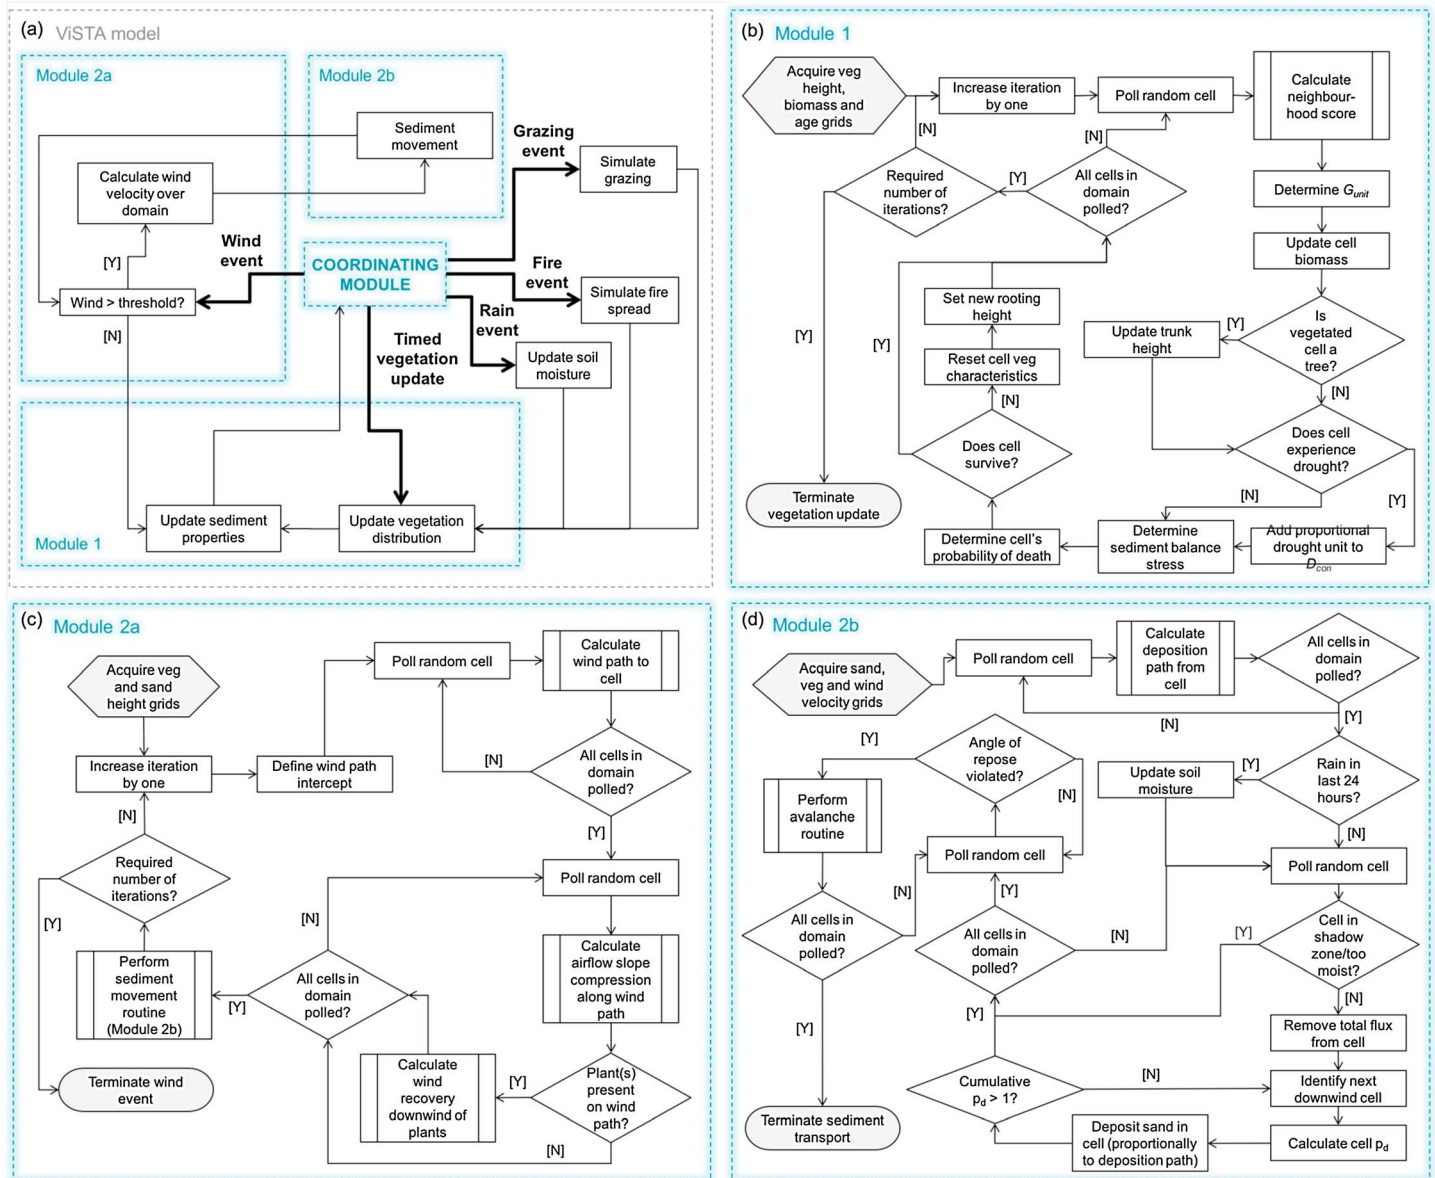 (a) ViSTA model
Module 2a
Module 2b
Sediment
movement
Calculate wind
velocity over
domain
[Y]
Wind > threshold?
[N]
Wind
event
COORDINATING
MODULE
Grazing
event
Simulate
grazing
Fire
event
Simulate fire
spread
Rain
event
Update soil
moisture
Timed
vegetation
update
Update sediment
properties
Update vegetation
distribution
Module 1
(b) Module 1
Acquire veg
height,
biomass and
age grids
Increase iteration
by one
Poll random cell
Calculate
neighbour-
hood score
[N]
[N]
Required
number of
iterations?
[Y]
All cells in
domain
polled?
Determine Gunit
Update cell
biomass
Is
vegetated
cell a
tree?
[Y]
Update trunk
height
[N]
Set new rooting
height
Reset cell veg
characteristics
[N]
[Y]
[Y]
Does cell
survive?
Does cell
experience
drought?
[N]
[Y]
Terminate
vegetation update
Determine cell's
probability of death
Determine
sediment balance
stress
Add proportional
drought unit to
Dcon
(c) Module 2a
Acquire veg
and sand
height grids
Increase iteration
by one
Define wind path
intercept
Poll random cell
Calculate
wind path to
cell
[N]
All cells in
domain
polled?
[Y]
[N]
Required
number of
iterations?
[Y]
Poll random cell
[N]
Calculate
airflow slope
compression
along wind
path
Perform
sediment
movement
routine
(Module 2b)
[Y]
All cells in
domain
polled?
Calculate
wind
recovery
downwind of
plants
[Y]
Plant(s)
present
on wind
path?
[N]
Terminate wind
event
(d) Module 2b
Acquire sand,
veg and wind
velocity grids
Poll random cell
Calculate
deposition
path from
cell
All cells in
domain
polled?
[N]
[Y]
[Y]
Angle of
repose
violated?
[N]
Update soil
moisture
[Y]
Rain in
last 24
hours?
[N]
Perform
avalanche
routine
Poll random cell
Poll random cell
[N]
[Y]
All cells in
domain
polled?
All cells in
domain
polled?
[N]
[Y]
Cell in
shadow
zone/too
moist?
[N]
[Y]
[Y]
Remove total flux
from cell
Cumulative
pd > 1?
[N]
Identify next
downwind cell
Terminate sediment
transport
Deposit sand in
cell (proportionally
to deposition path)
Calculate cell pd